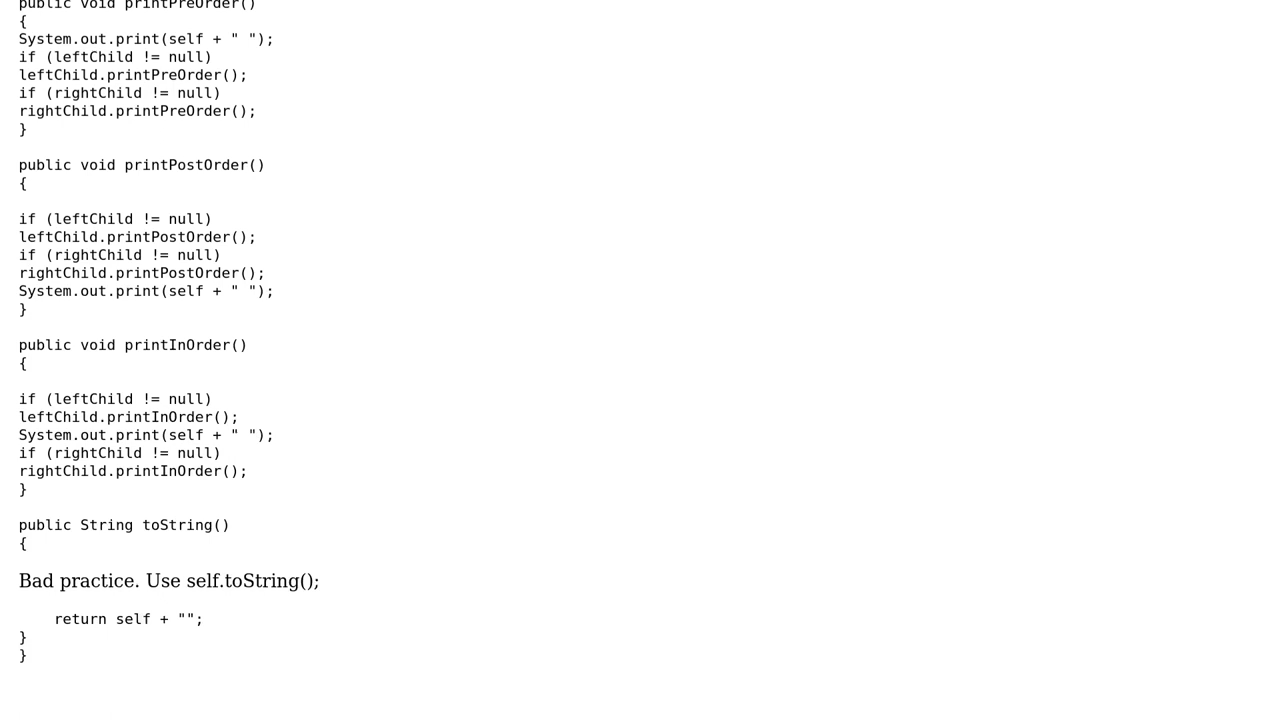 public void printPreOrder()
{
System.out.print(self + " ");
if (leftChild != null)
leftChild.printPreOrder();
if (rightChild != null)
rightChild.printPreOrder();
}
public void printPostOrder()
{
if (leftChild != null)
leftChild.printPostOrder();
if (rightChild != null)
rightChild.printPostOrder();
System.out.print(self + " ");
}
public void printInOrder()
{
if (leftChild != null)
leftChild.printInOrder();
System.out.print(self + " ");
if (rightChild != null)
rightChild.printInOrder();
}
public String toString()
{
Bad practice. Use self.toString();
    return self + "";
}
}